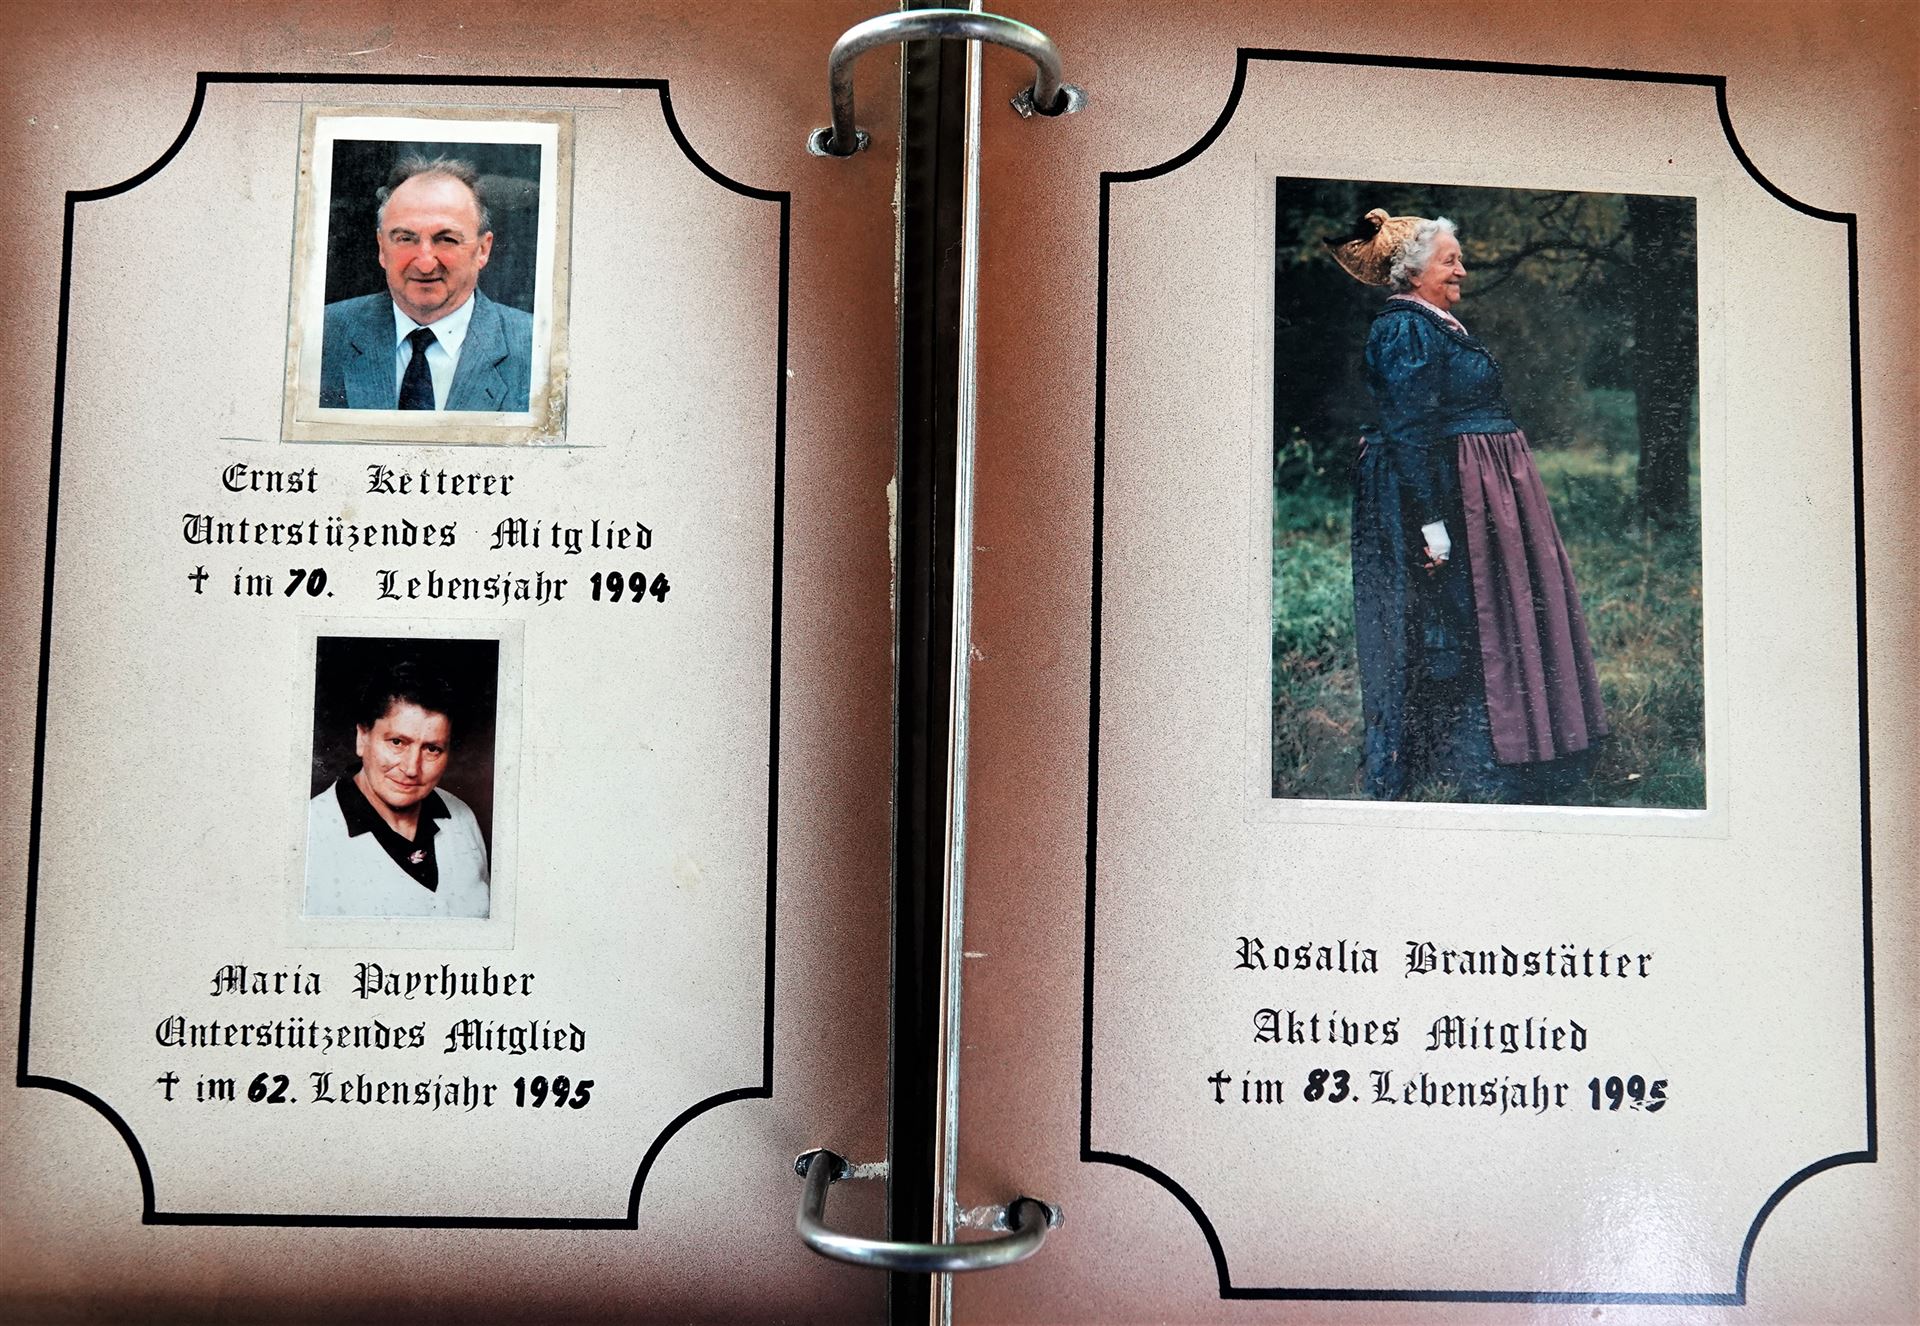 Ernst Ketterer
Unterstüzendes Mitglied
† im 70. Lebensjahr 1994
Maria Payrhuber
Unterstützendes Mitglied
† im 62. Lebensjahr 1995
Rosalia Brandstätter
Aktives Mitglied
† im 83. Lebensjahr 1995